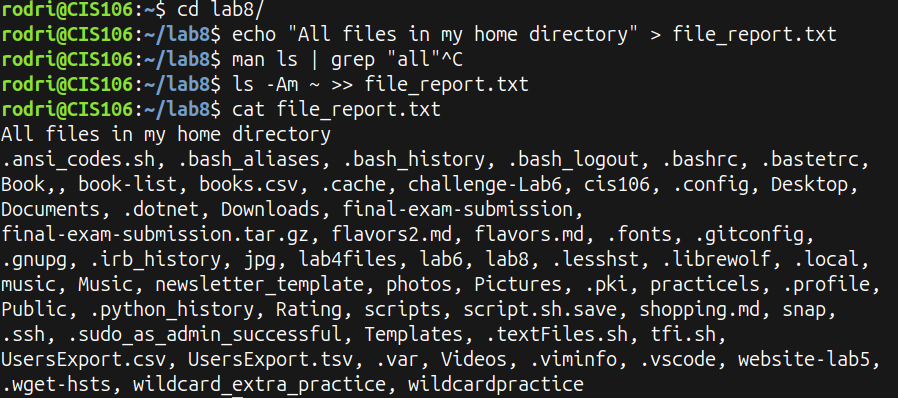 rodri@CIS106:~$ cd lab8/
rodri@CIS106:~/lab8$ echo "All files in my home directory" > file_report.txt
rodri@CIS106:~/lab8$ man ls | grep "all"^C
rodri@CIS106:~/lab8$ ls -Am ~ >> file_report.txt
rodri@CIS106:~/lab8$ cat file_report.txt
All files in my home directory
.ansi_codes.sh, .bash_aliases, .bash_history, .bash_logout, .bashrc, .bastetrc,
Book,, book-list, books.csv, .cache, challenge-Lab6, cis106, .config, Desktop,
Documents, .dotnet, Downloads, final-exam-submission,
final-exam-submission.tar.gz, flavors2.md, flavors.md, .fonts, .gitconfig,
.gnupg, .irb_history, jpg, lab4files, lab6, lab8, .lesshst, .librewolf, .local,
music, Music, newsletter_template, photos, Pictures, .pki, practicels, .profile,
Public, .python_history, Rating, scripts, script.sh.save, shopping.md, snap,
.ssh, .sudo_as_admin_successful, Templates, .textFiles.sh, tfi.sh,
UsersExport.csv, UsersExport.tsv, .var, Videos, .viminfo, .vscode, website-lab5,
.wget-hsts, wildcard_extra_practice, wildcardpractice